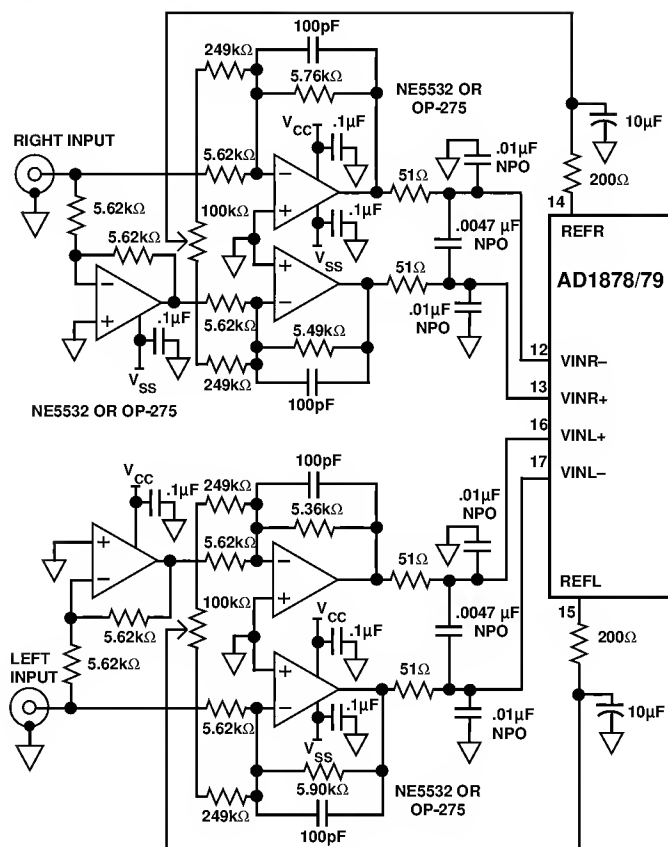 100pF
249kΩ
5.76kΩ
NE5532 OR
OP-275
RIGHT INPUT
VCC
.1µF
.01µF
NPO
10µF
5.62kΩ
51Ω
200Ω
14
5.62kΩ
5.62kΩ
100kΩ
.1µF
VSS
.0047 µF
NPO
REFR
AD1878/79
51Ω
.1µF
5.62kΩ
5.49kΩ
.01µF
NPO
12
VINR–
VSS
249kΩ
100pF
13
VINR+
NE5532 OR OP-275
16
VINL+
17
VINL–
VCC
.1µF
249kΩ
100pF
5.36kΩ
.01µF
NPO
5.62kΩ
51Ω
REFL
100kΩ
15
5.62kΩ
VCC
.1µF
.0047 µF
NPO
200Ω
LEFT
INPUT
5.62kΩ
51Ω
5.62kΩ
.1µF
.01µF
NPO
10µF
VSS
5.90kΩ
NE5532 OR
OP-275
249kΩ
100pF